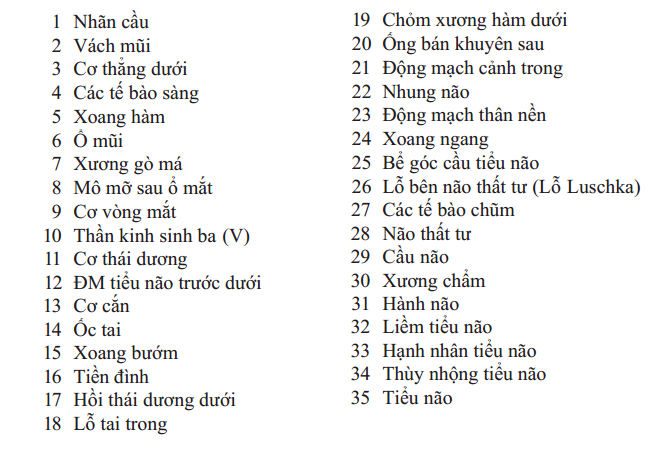 1 Nhãn cầu
2 Vách mũi
3 Cơ thẳng dưới
4 Các tế bào sàng
5 Xoang hàm
6 Ổ mũi
7 Xương gò má
8 Mô mỡ sau ổ mắt
9 Cơ vòng mắt
10 Thần kinh sinh ba (V)
11 Cơ thái dương
12 ĐM tiểu não trước dưới
13 Cơ cắn
14 Ốc tai
15 Xoang bướm
16 Tiền đình
17 Hồi thái dương dưới
18 Lỗ tai trong
19 Chỏm xương hàm dưới
20 Ống bán khuyên sau
21 Động mạch cảnh trong
22 Nhung não
23 Động mạch thân nền
24 Xoang ngang
25 Bể góc cầu tiểu não
26 Lỗ bên não thất tư (Lỗ Luschka)
27 Các tế bào chũm
28 Não thất tư
29 Cầu não
30 Xương chẩm
31 Hành não
32 Liềm tiểu não
33 Hạnh nhân tiểu não
34 Thùy nhộng tiểu não
35 Tiểu não